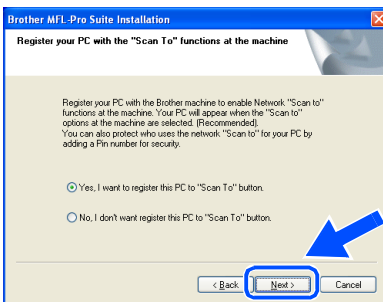 Brother MFL-Pro Suite Installation
Register your PC with the "Scan To" functions at the machine
Register your PC with the Brother machine to enable Network "Scan to"
functions at the machine. Your PC will appear when the "Scan to"
options at the machine are selected. (Recommended).
You can also protect who uses the network "Scan to" for your PC by
adding a Pin number for security.
Yes, I want to register this PC to "Scan To" button.
No, I don't want register this PC to "Scan To" button.
< Back
Next >
Cancel